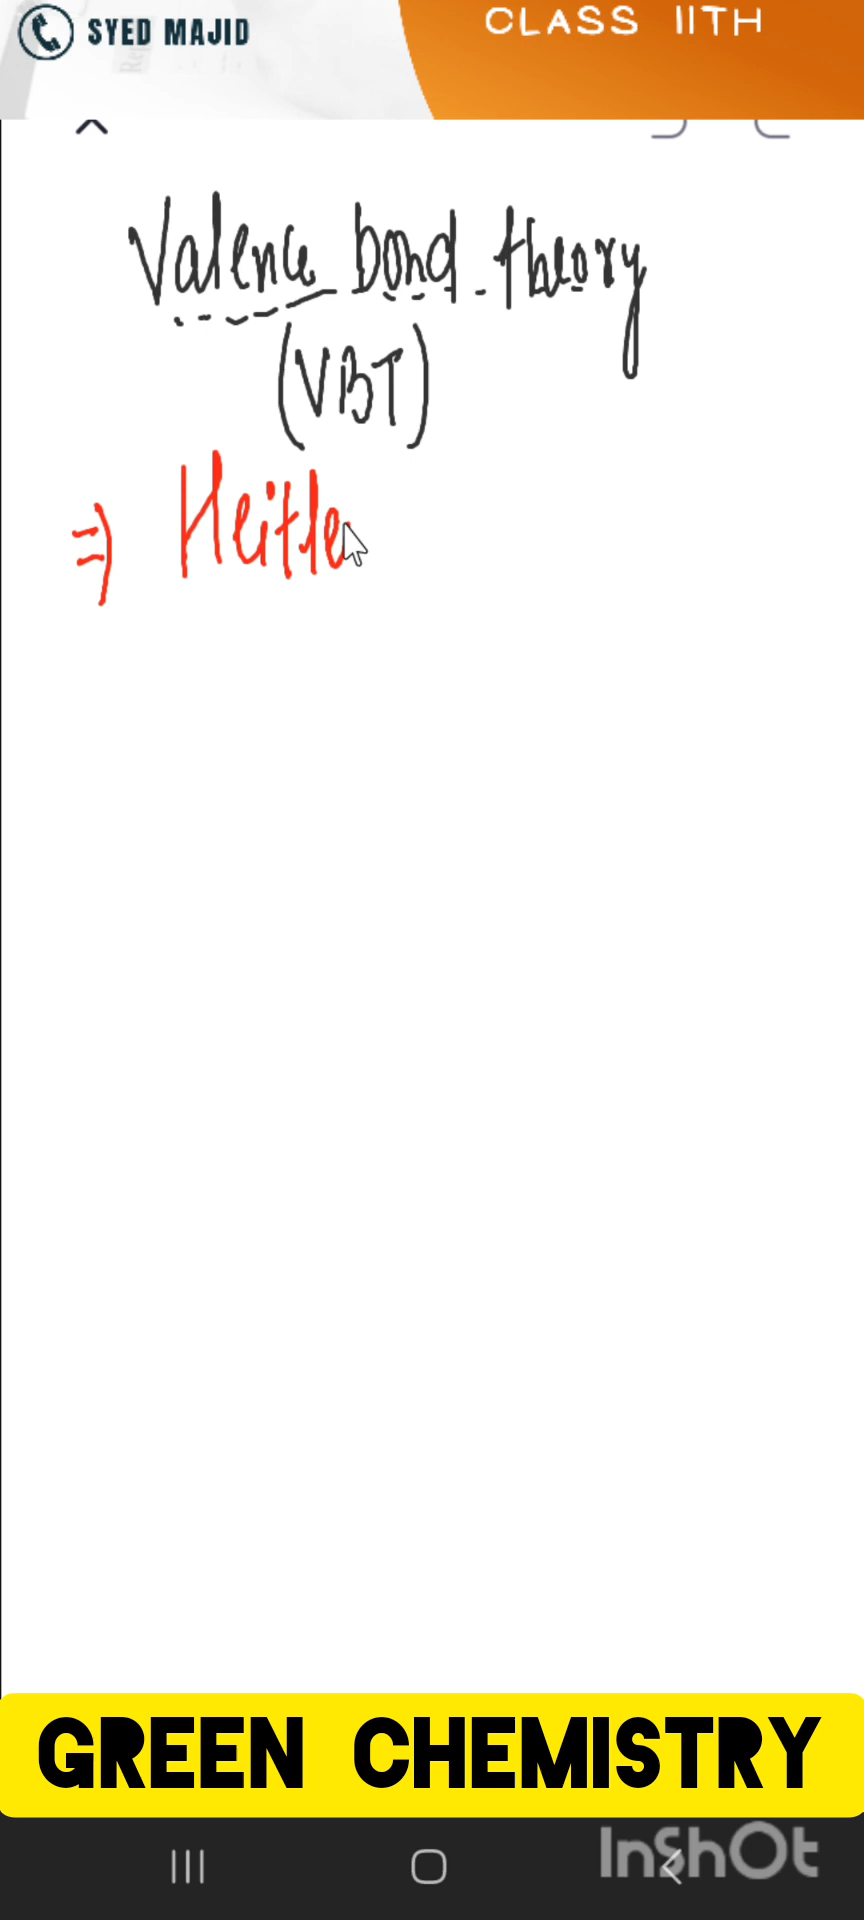 SYED MAJID
CLASS 11TH
Valence bond theory
(VBT)
⇒ Heitle
GREEN CHEMISTRY
InShOt